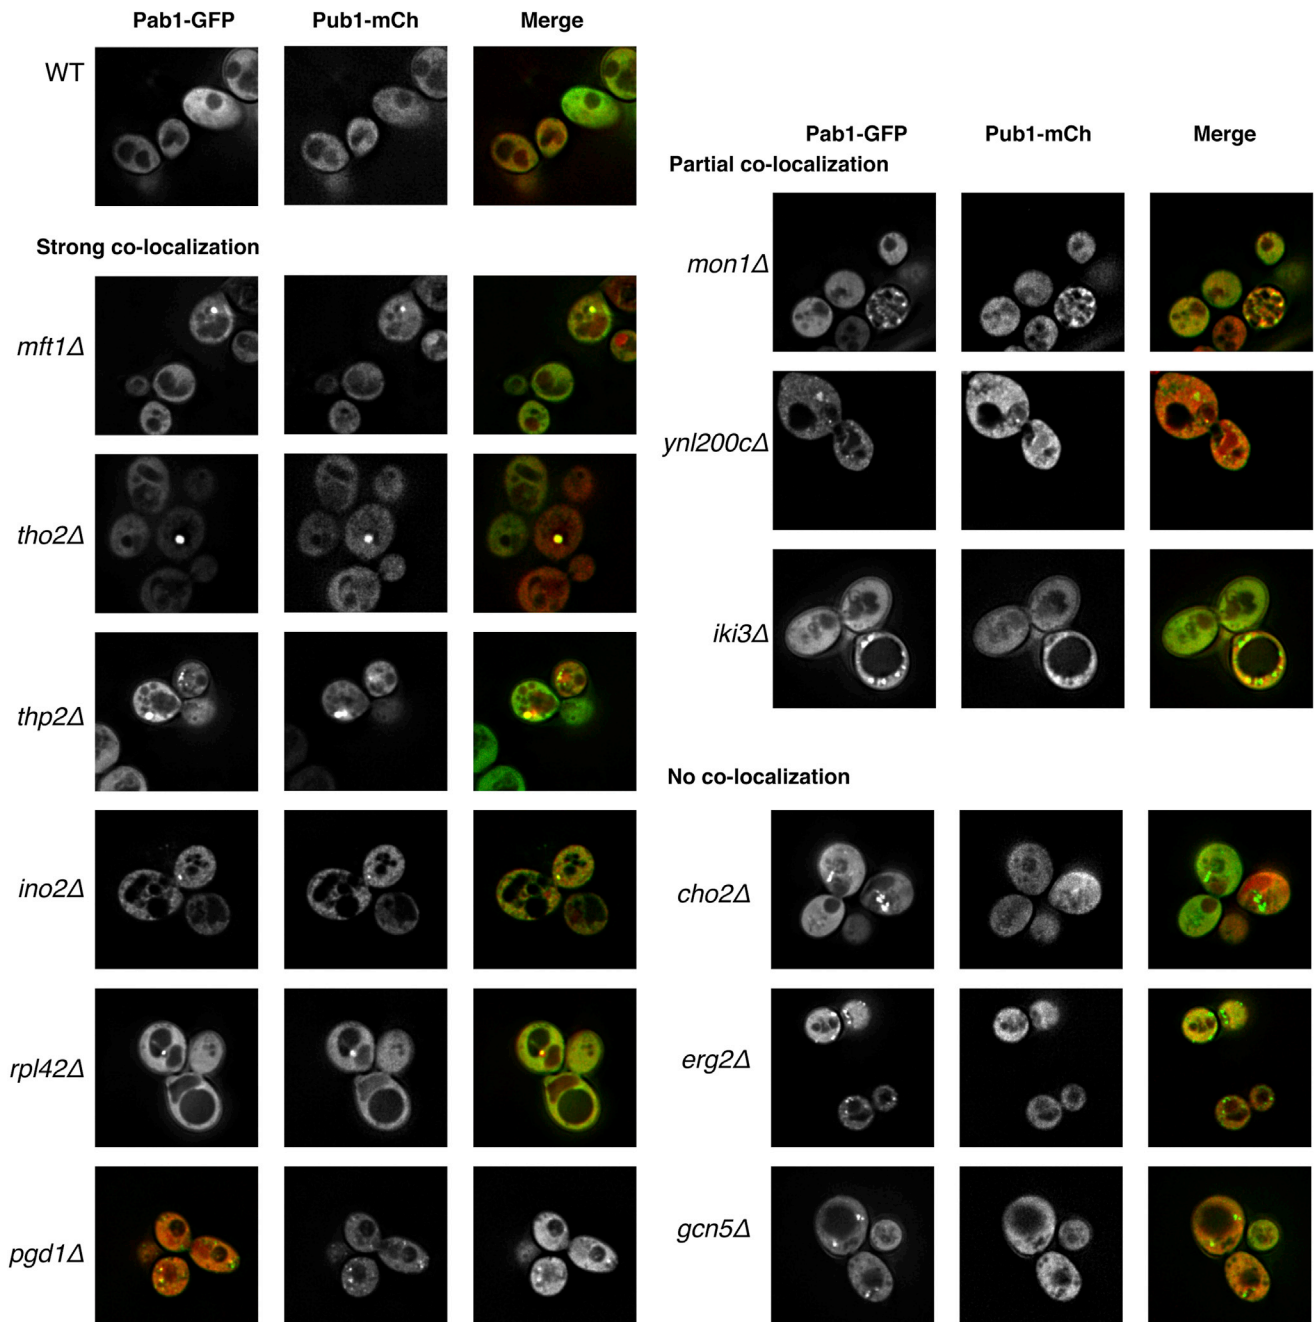 Pab1-GFP Pub1-mCh Merge
WT
Strong co-localization
mft1Δ
tho2Δ
thp2Δ
ino2Δ
rpl42Δ
pgd1Δ
Pab1-GFP Pub1-mCh Merge
Partial co-localization
mon1Δ
ynl200cΔ
iki3Δ
No co-localization
cho2Δ
erg2Δ
gcn5Δ